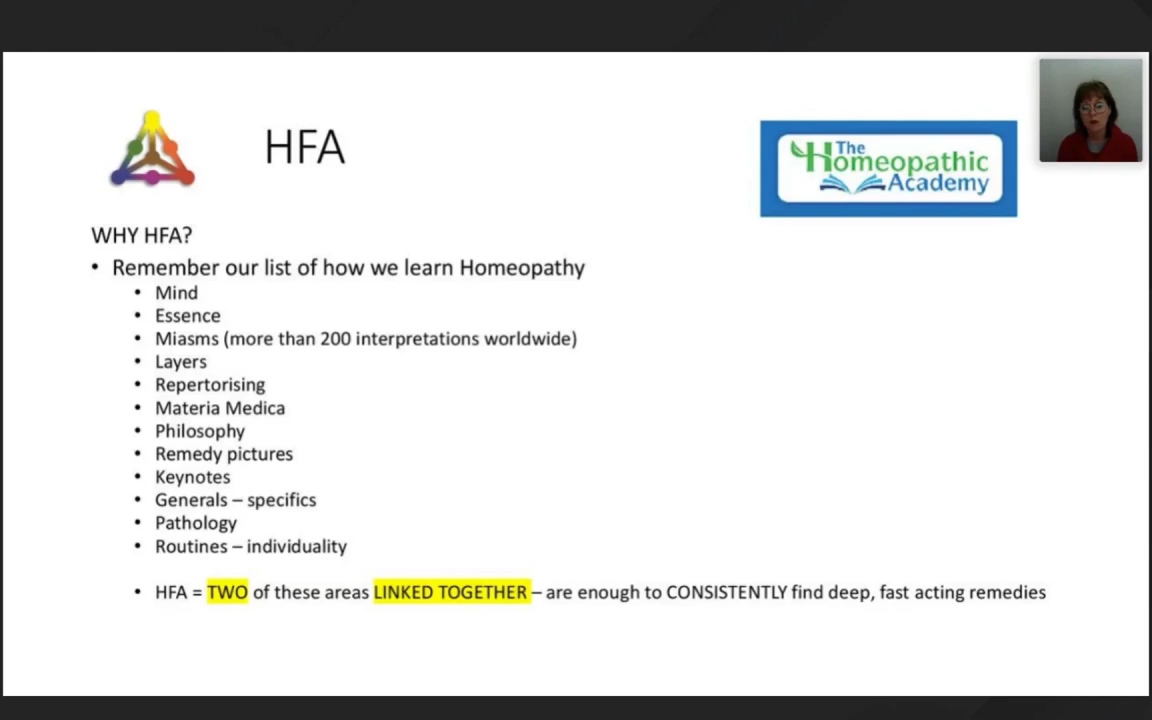 HFA
The
Homeopathic
Academy
WHY HFA?
• Remember our list of how we learn Homeopathy
• Mind
• Essence
• Miasms (more than 200 interpretations worldwide)
• Layers
• Repertorising
• Materia Medica
• Philosophy
• Remedy pictures
• Keynotes
• Generals – specifics
• Pathology
• Routines – individuality
• HFA = TWO of these areas LINKED TOGETHER – are enough to CONSISTENTLY find deep, fast acting remedies